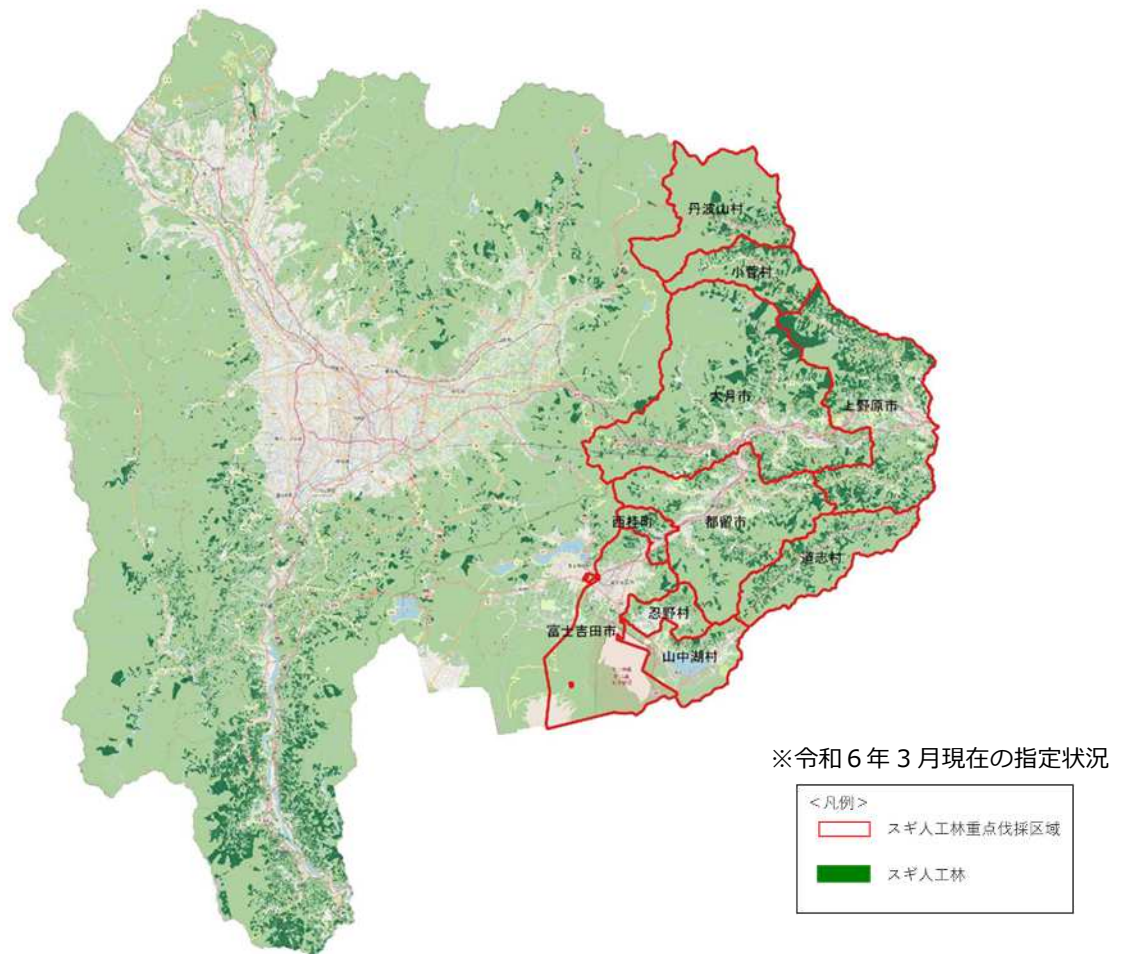 丹波山村
小菅村
大月市
上野原市
西桂町
都留市
道志村
忍野村
富士吉田市
山中湖村
※令和６年３月現在の指定状況
＜凡例＞
スギ人工林重点伐採区域
スギ人工林